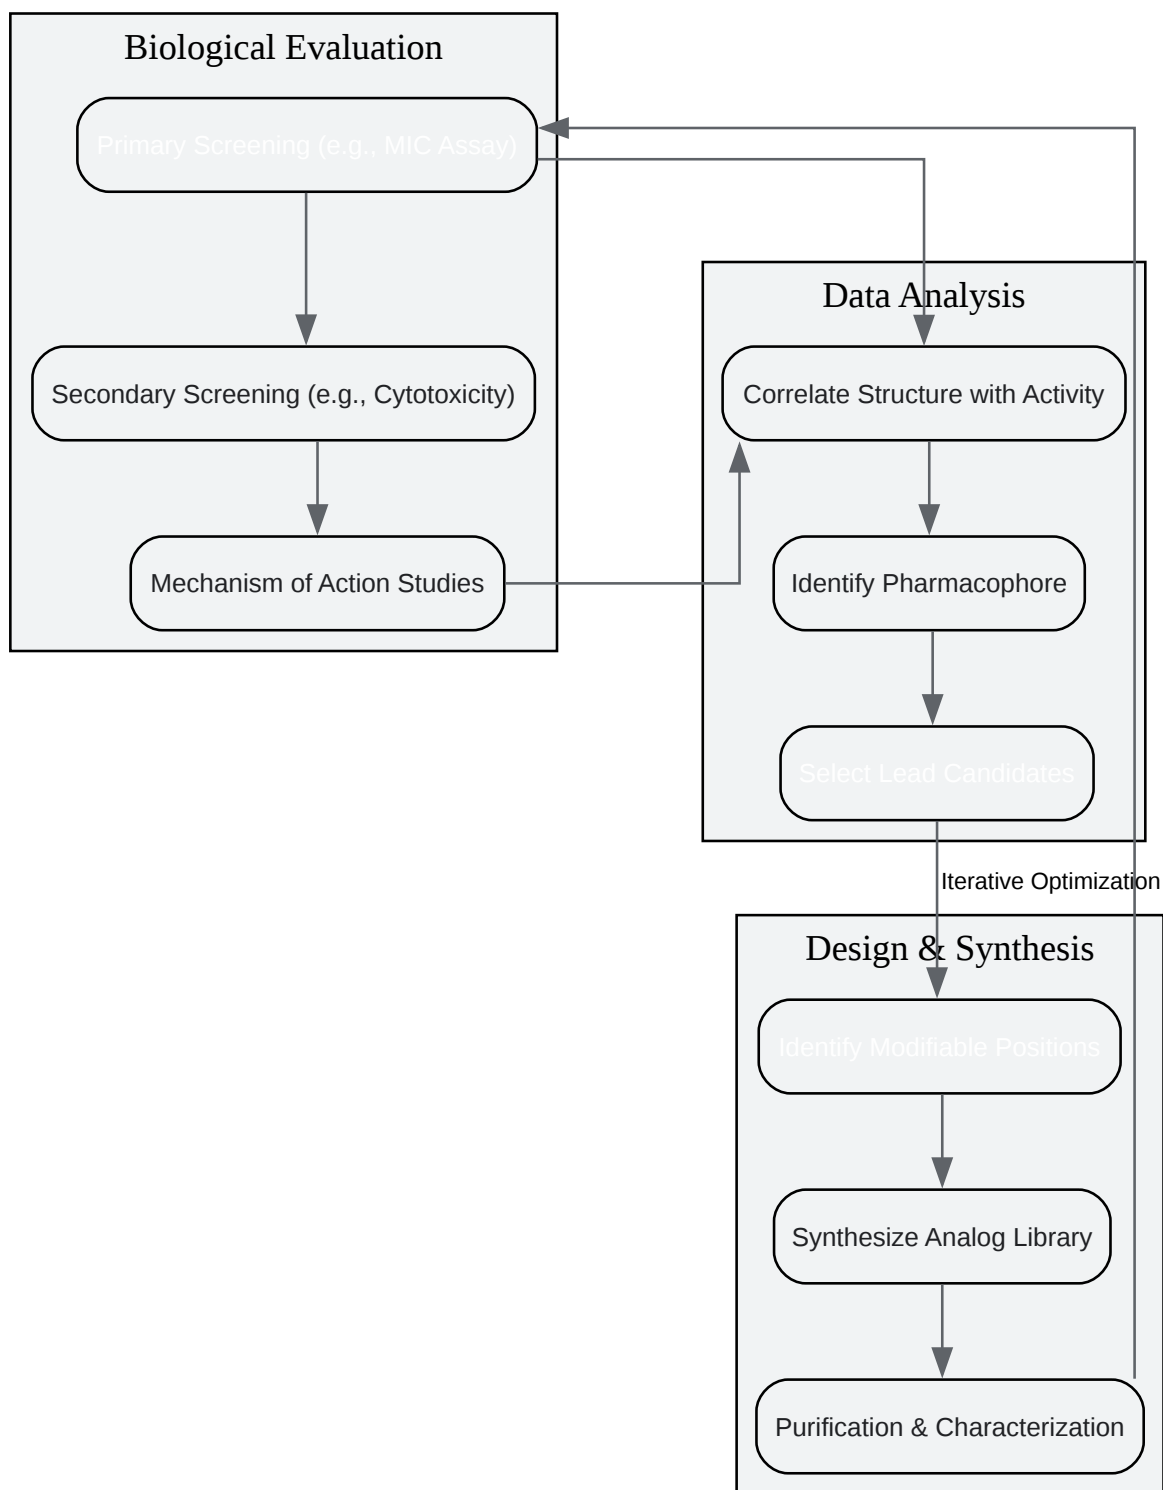 Biological Evaluation
Primary Screening (e.g., MIC Assay)
Secondary Screening (e.g., Cytotoxicity)
Mechanism of Action Studies
Data Analysis
Correlate Structure with Activity
Identify Pharmacophore
Select Lead Candidates
Iterative Optimization
Design & Synthesis
Identify Modifiable Positions
Synthesize Analog Library
Purification & Characterization